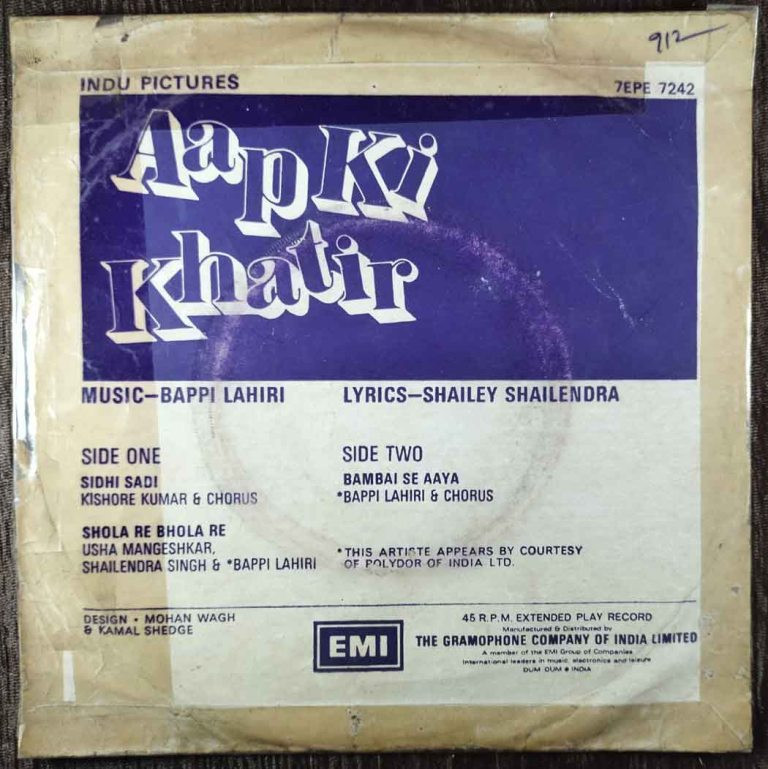 912
INDU PICTURES
7EPE 7242
Aap Ki
Khatir
MUSIC—BAPPI LAHIRI
LYRICS—SHAILEY SHAILENDRA
SIDE ONE
SIDHI SADI
KISHORE KUMAR & CHORUS
SHOLA RE BHOLA RE
USHA MANGESHKAR,
SHAILENDRA SINGH & *BAPPI LAHIRI
SIDE TWO
BAMBAI SE AAYA
*BAPPI LAHIRI & CHORUS
*THIS ARTISTE APPEARS BY COURTESY
OF POLYDOR OF INDIA LTD.
DESIGN • MOHAN WAGH
& KAMAL SHEDGE
EMI
45 R.P.M. EXTENDED PLAY RECORD
Manufactured & Distributed by
THE GRAMOPHONE COMPANY OF INDIA LIMITED
A member of the EMI Group of Companies
International leaders in music, electronics and leisure
DUM DUM • INDIA